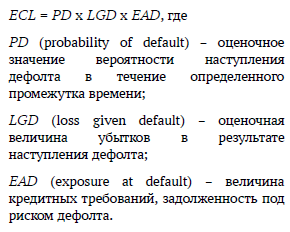 ECL = PD x LGD x EAD, где
PD (probability of default) – оценочное
значение вероятности наступления
дефолта в течение определенного
промежутка времени;
LGD (loss given default) – оценочная
величина убытков в результате
наступления дефолта;
EAD (exposure at default) – величина
кредитных требований, задолженность под
риском дефолта.